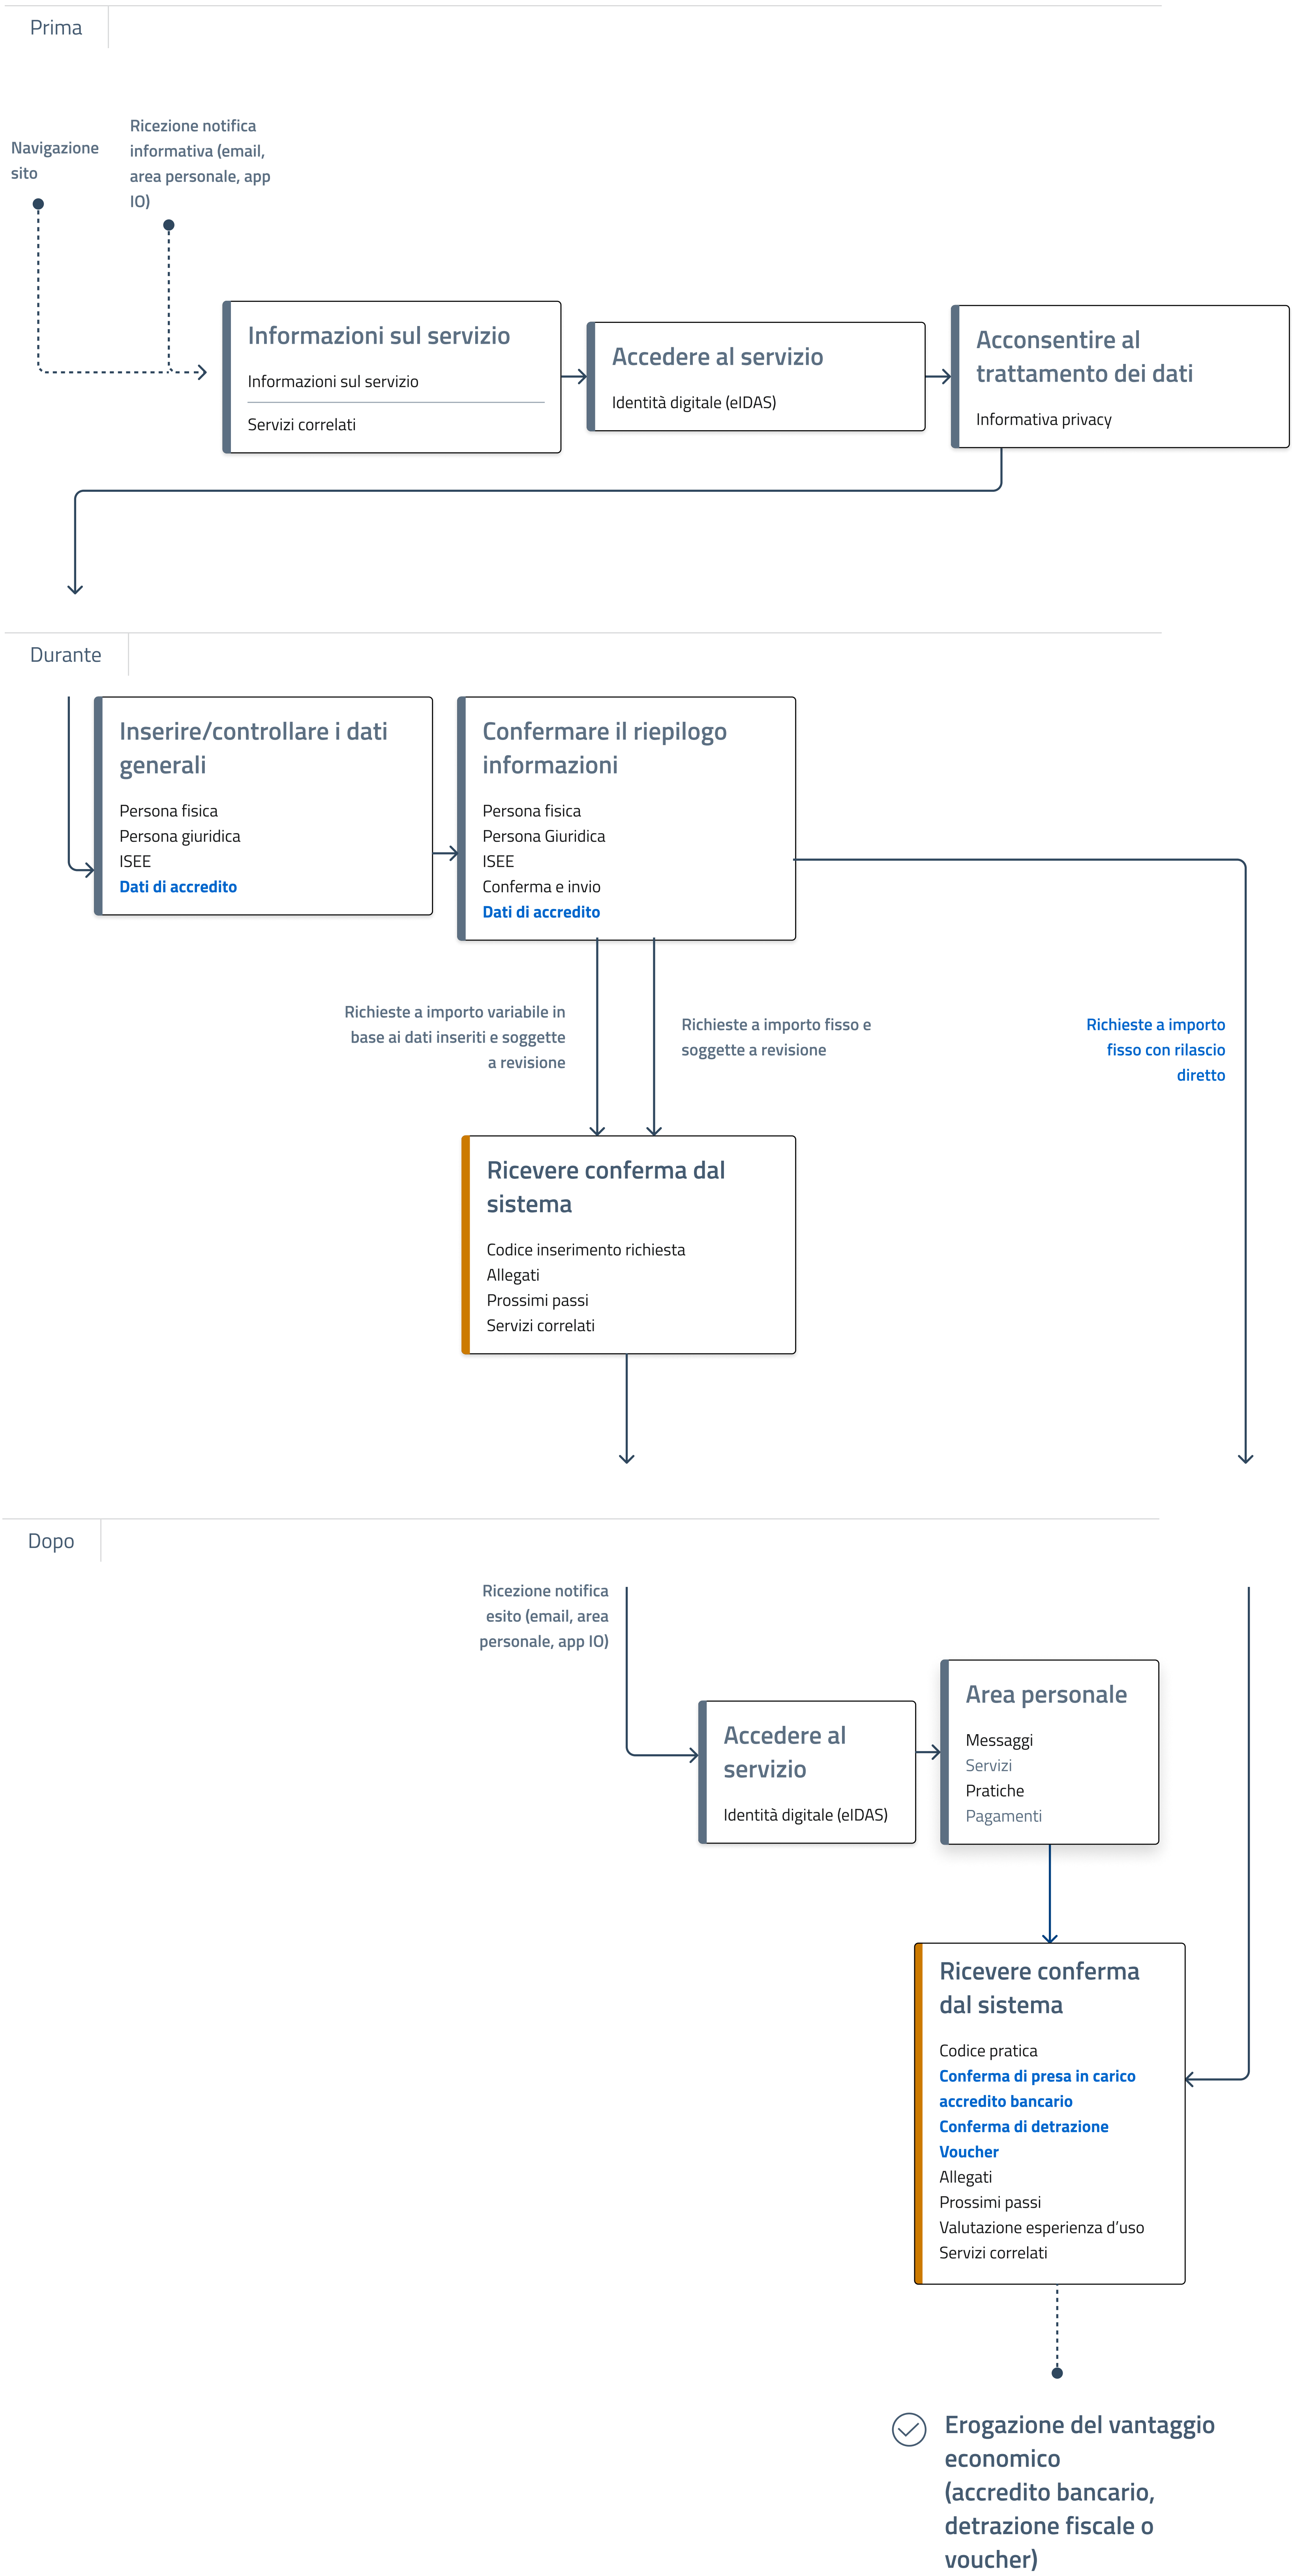 Prima
Navigazione
sito
Ricezione notifica
informativa (email,
area personale, app
IO)
Informazioni sul servizio
Informazioni sul servizio
Servizi correlati
Accedere al servizio
Identità digitale (eIDAS)
Acconsentire al
trattamento dei dati
Informativa privacy
Durante
Inserire/controllare i dati
generali
Persona fisica
Persona giuridica
ISEE
Dati di accredito
Confermare il riepilogo
informazioni
Persona fisica
Persona Giuridica
ISEE
Conferma e invio
Dati di accredito
Richieste a importo variabile in
base ai dati inseriti e soggette
a revisione
Richieste a importo fisso e
soggette a revisione
Richieste a importo
fisso con rilascio
diretto
Ricevere conferma dal
sistema
Codice inserimento richiesta
Allegati
Prossimi passi
Servizi correlati
Dopo
Ricezione notifica
esito (email, area
personale, app IO)
Accedere al
servizio
Identità digitale (eIDAS)
Area personale
Messaggi
Servizi
Pratiche
Pagamenti
Ricevere conferma
dal sistema
Codice pratica
Conferma di presa in carico
accredito bancario
Conferma di detrazione
Voucher
Allegati
Prossimi passi
Valutazione esperienza d’uso
Servizi correlati
Erogazione del vantaggio
economico
(accredito bancario,
detrazione fiscale o
voucher)